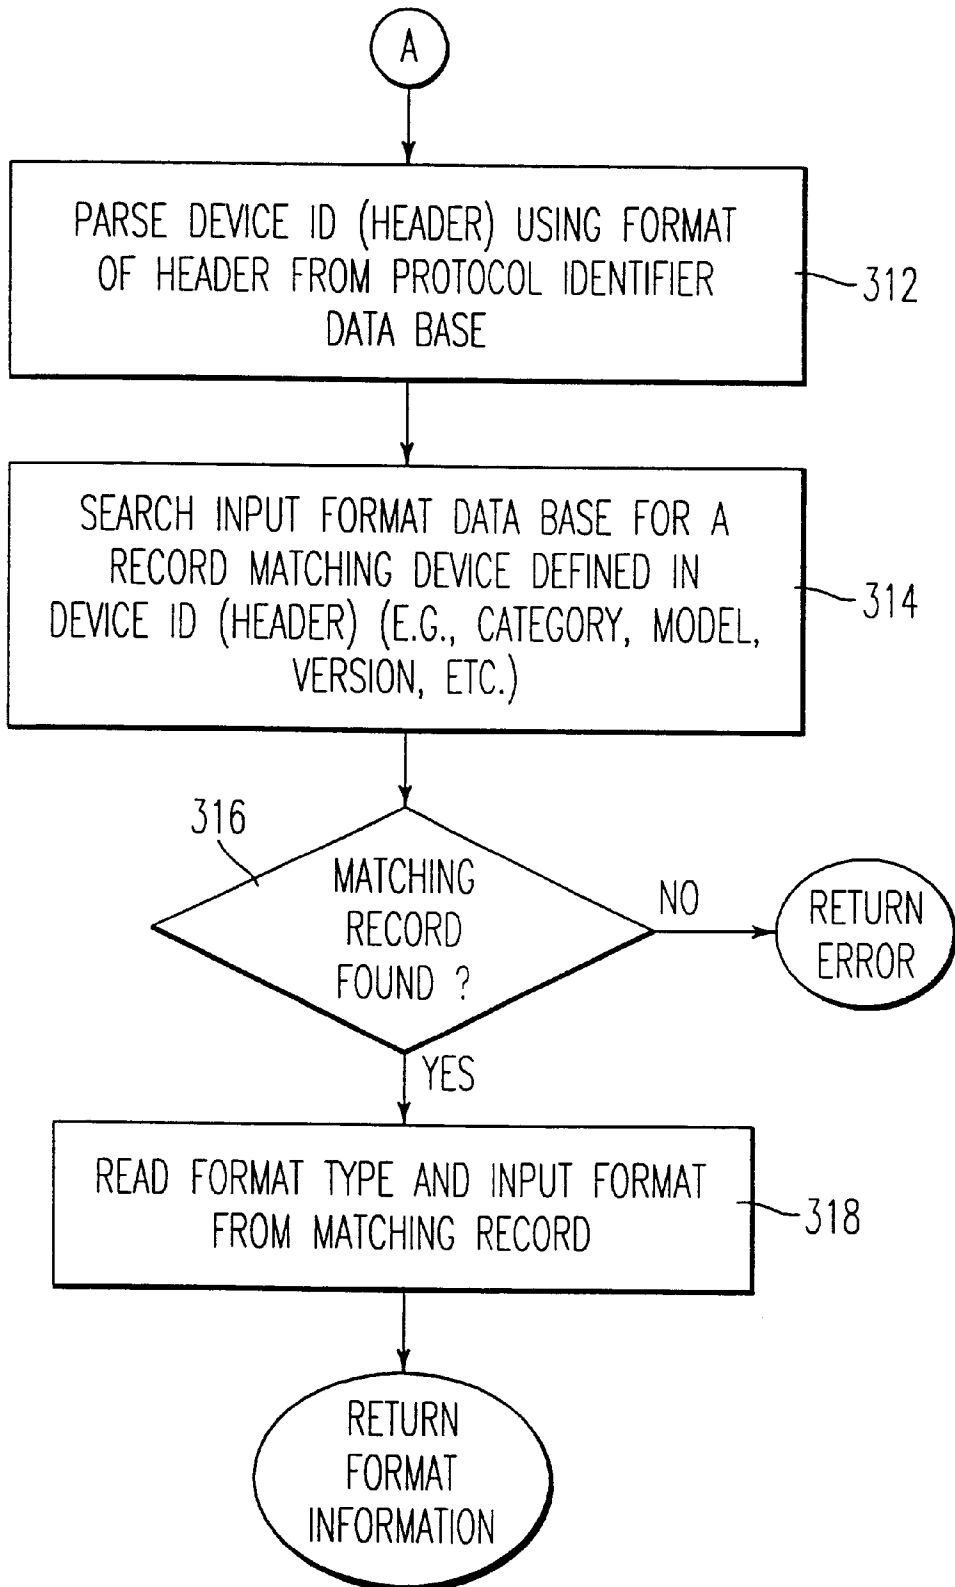 A
PARSE DEVICE ID (HEADER) USING FORMAT
OF HEADER FROM PROTOCOL IDENTIFIER
DATA BASE
312
SEARCH INPUT FORMAT DATA BASE FOR A
RECORD MATCHING DEVICE DEFINED IN
DEVICE ID (HEADER) (E.G., CATEGORY, MODEL,
VERSION, ETC.)
314
316
MATCHING
RECORD
FOUND ?
NO
RETURN
ERROR
YES
READ FORMAT TYPE AND INPUT FORMAT
FROM MATCHING RECORD
318
RETURN
FORMAT
INFORMATION